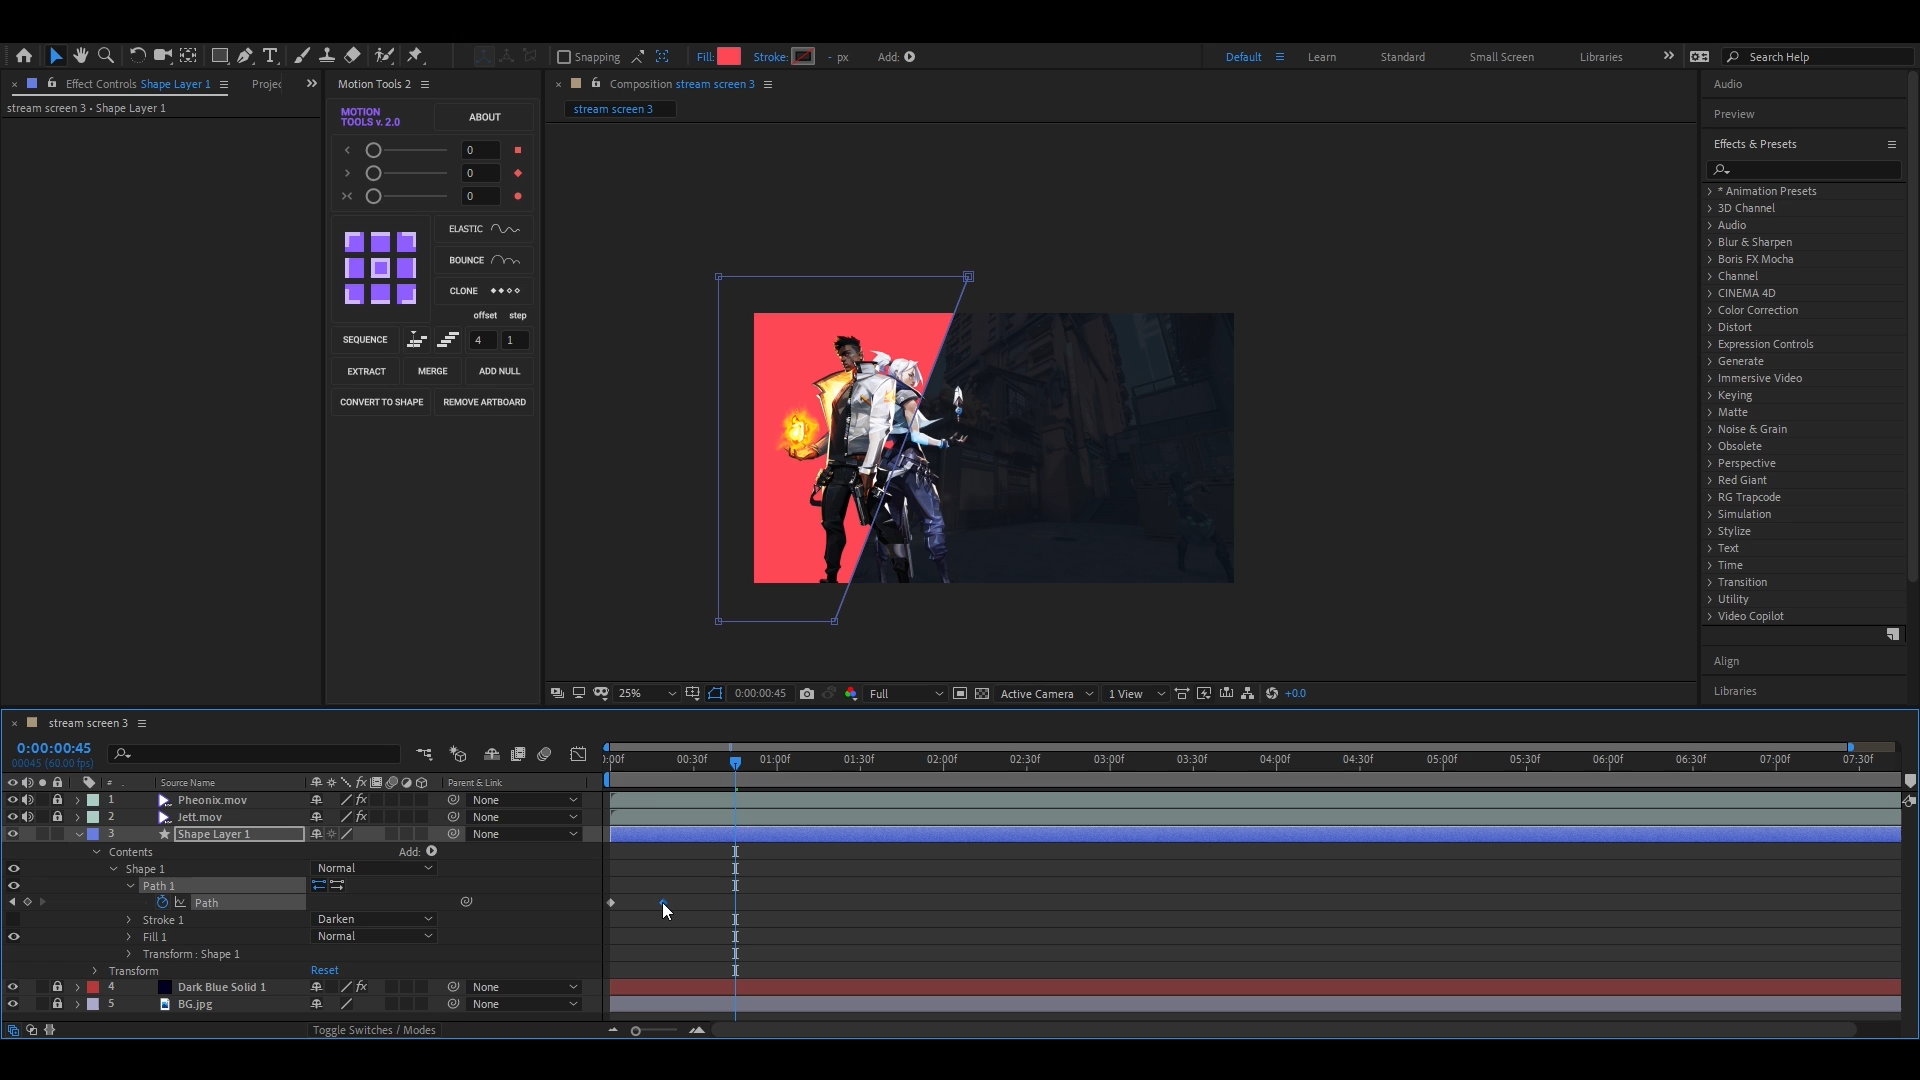 Snapping
Fill:
Stroke:
- px
Add:
Default
Learn
Standard
Small Screen
Libraries
Search Help
Effect Controls Shape Layer 1
Projec
stream screen 3 • Shape Layer 1
Motion Tools 2
MOTION
TOOLS v. 2.0
ABOUT
0
0
0
ELASTIC
BOUNCE
CLONE
offset
step
SEQUENCE
4
1
EXTRACT
MERGE
ADD NULL
CONVERT TO SHAPE
REMOVE ARTBOARD
Composition stream screen 3
stream screen 3
25%
0:00:00:45
Full
Active Camera
1 View
+0.0
Audio
Preview
Effects & Presets
* Animation Presets
3D Channel
Audio
Blur & Sharpen
Boris FX Mocha
Channel
CINEMA 4D
Color Correction
Distort
Expression Controls
Generate
Immersive Video
Keying
Matte
Noise & Grain
Obsolete
Perspective
Red Giant
RG Trapcode
Simulation
Stylize
Text
Time
Transition
Utility
Video Copilot
Align
Libraries
stream screen 3
0:00:00:45
00045 (60.00 fps)
:00f
00:30f
01:00f
01:30f
02:00f
02:30f
03:00f
03:30f
04:00f
04:30f
05:00f
05:30f
06:00f
06:30f
07:00f
07:30f
#
Source Name
fx
Parent & Link
1
Pheonix.mov
fx
None
2
Jett.mov
fx
None
3
Shape Layer 1
None
Contents
Add:
Shape 1
Normal
Path 1
Path
Stroke 1
Darken
Fill 1
Normal
Transform : Shape 1
Transform
Reset
4
Dark Blue Solid 1
fx
None
5
BG.jpg
None
Toggle Switches / Modes